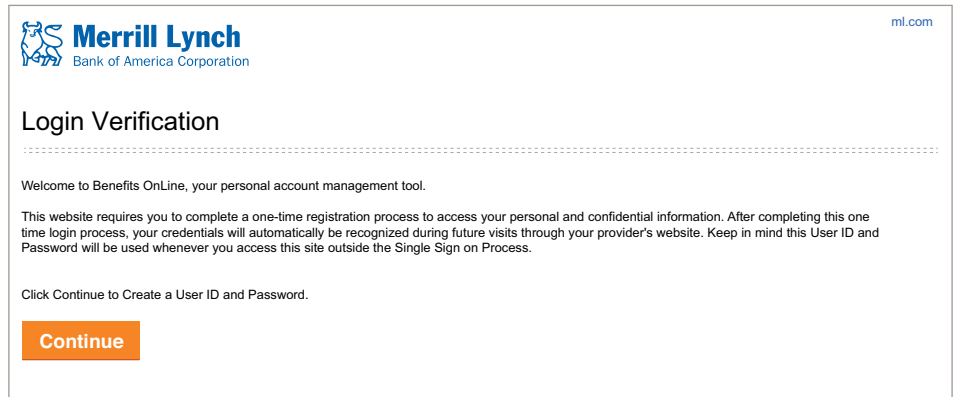 ml.com
Merrill Lynch
Bank of America Corporation
Login Verification
Welcome to Benefits OnLine, your personal account management tool.
This website requires you to complete a one-time registration process to access your personal and confidential information. After completing this one
time login process, your credentials will automatically be recognized during future visits through your provider's website. Keep in mind this User ID and
Password will be used whenever you access this site outside the Single Sign on Process.
Click Continue to Create a User ID and Password.
Continue